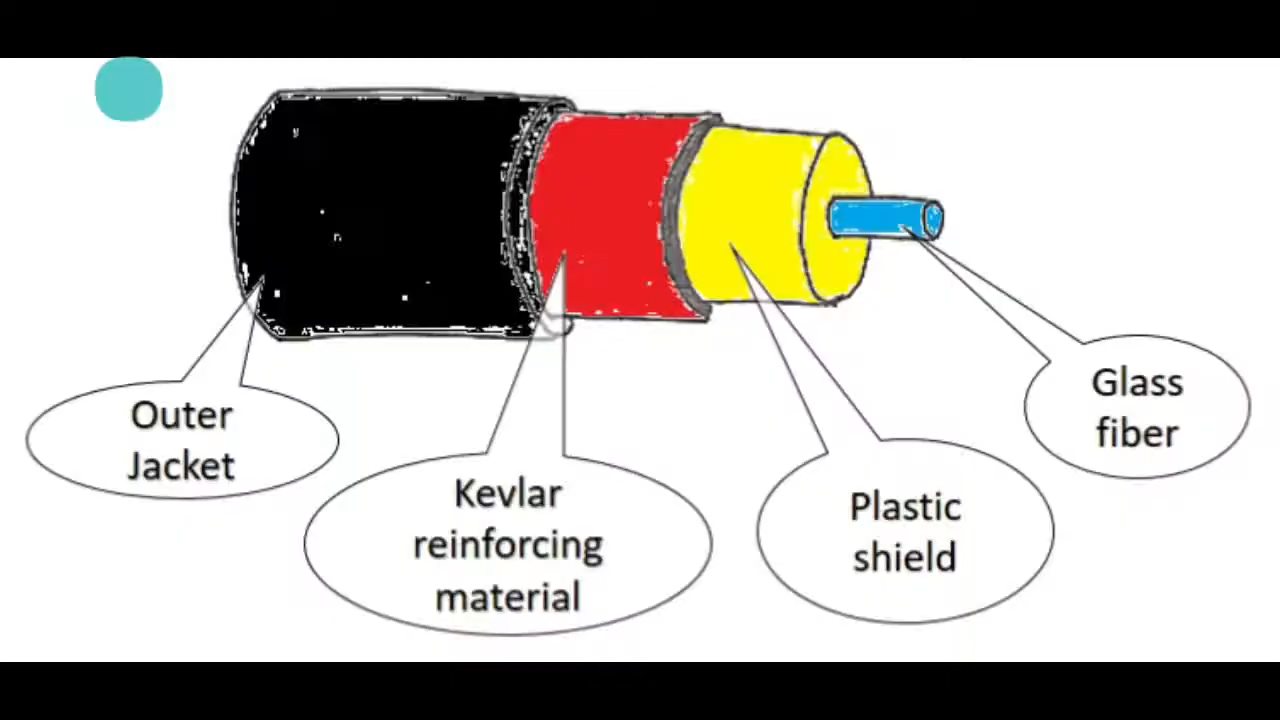 Outer
Jacket
Kevlar
reinforcing
material
Plastic
shield
Glass
fiber